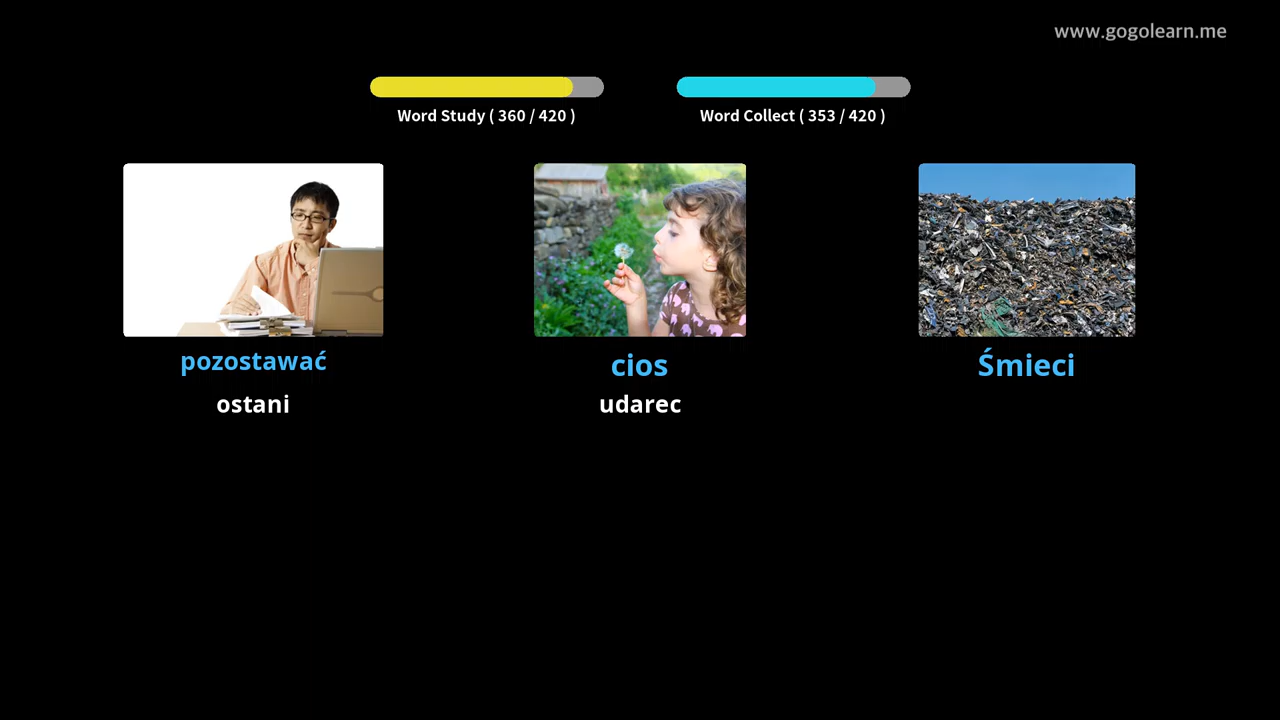 www.gogolearn.me
Word Study ( 360 / 420 )
Word Collect ( 353 / 420 )
pozostawać
ostani
cios
udarec
Śmieci